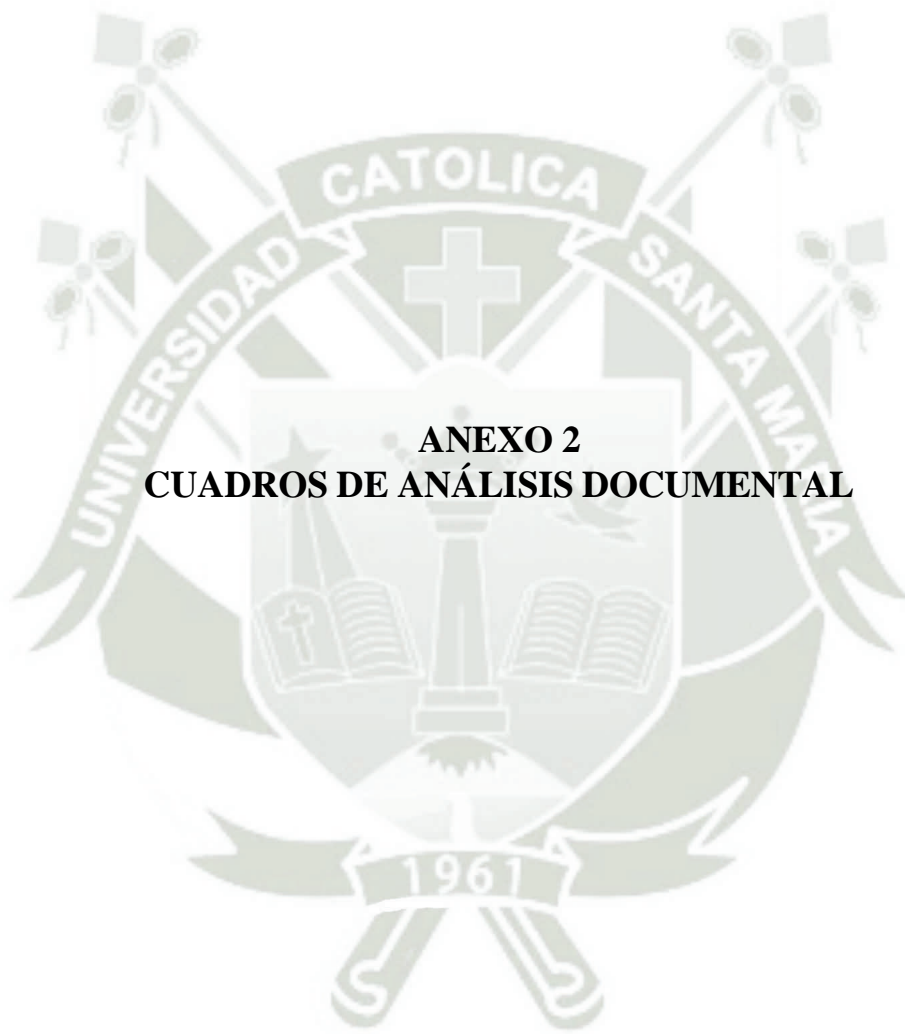 CATOLICA
UNIVERSIDAD
SANTA MARIA
ANEXO 2
CUADROS DE ANÁLISIS DOCUMENTAL
1961